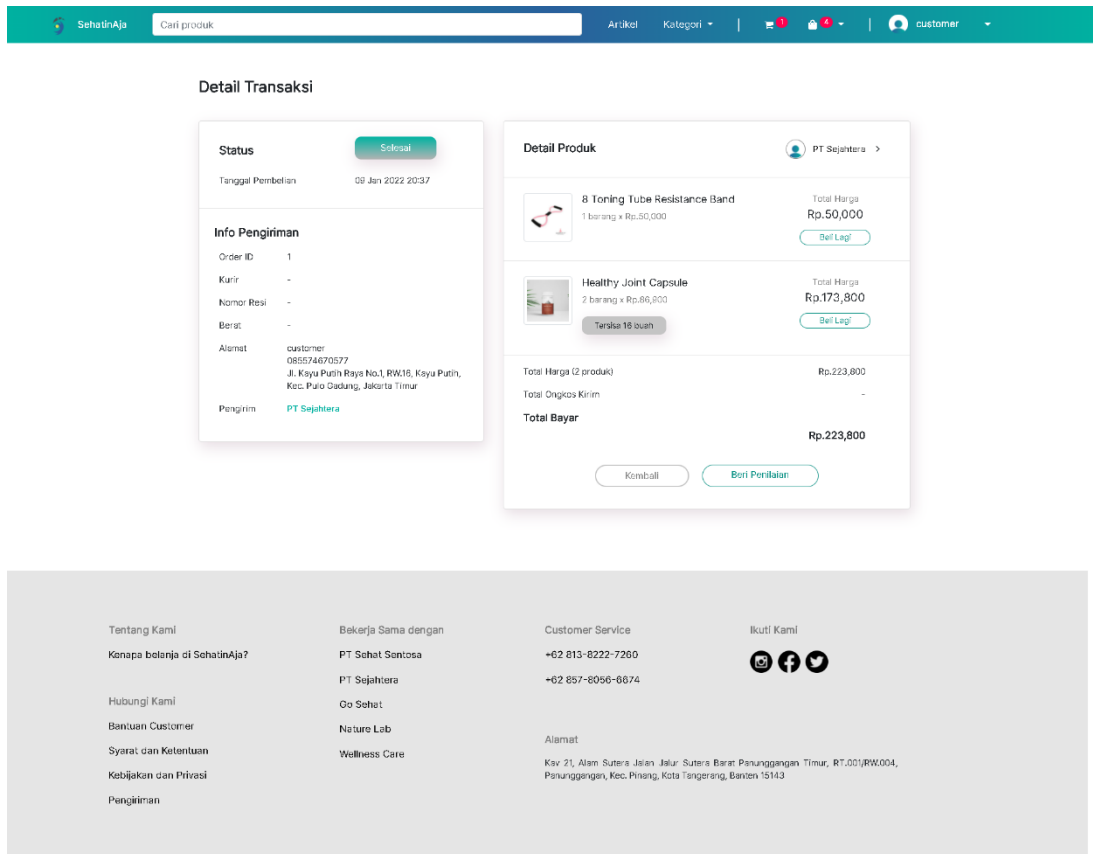 SehatinAja
Cari produk
Artikel
Kategori
1
4
customer
Detail Transaksi
Status
Selesai
Tanggal Pembelian
09 Jan 2022 20:37
Info Pengiriman
Order ID
1
Kurir
-
Nomor Resi
-
Berat
-
Alamat
customer
085574670577
Jl. Kayu Putih Raya No.1, RW.16, Kayu Putih,
Kec. Pulo Gadung, Jakarta Timur
Pengirim
PT Sejahtera
Detail Produk
PT Sejahtera >
8 Toning Tube Resistance Band
1 barang x Rp.50,000
Total Harga
Rp.50,000
Beli Lagi
Healthy Joint Capsule
2 barang x Rp.86,900
Tersisa 16 buah
Total Harga
Rp.173,800
Beli Lagi
Total Harga (2 produk)
Rp.223,800
Total Ongkos Kirim
-
Total Bayar
Rp.223,800
Kembali
Beri Penilaian
Tentang Kami
Kenapa belanja di SehatinAja?
Hubungi Kami
Bantuan Customer
Syarat dan Ketentuan
Kebijakan dan Privasi
Pengiriman
Bekerja Sama dengan
PT Sehat Sentosa
PT Sejahtera
Go Sehat
Nature Lab
Wellness Care
Customer Service
+62 813-8222-7260
+62 857-8056-6674
Alamat
Kav 21, Alam Sutera Jalan Jalur Sutera Barat Panunggangan Timur, RT.001/RW.004,
Panunggangan, Kec. Pinang, Kota Tangerang, Banten 15143
Ikuti Kami